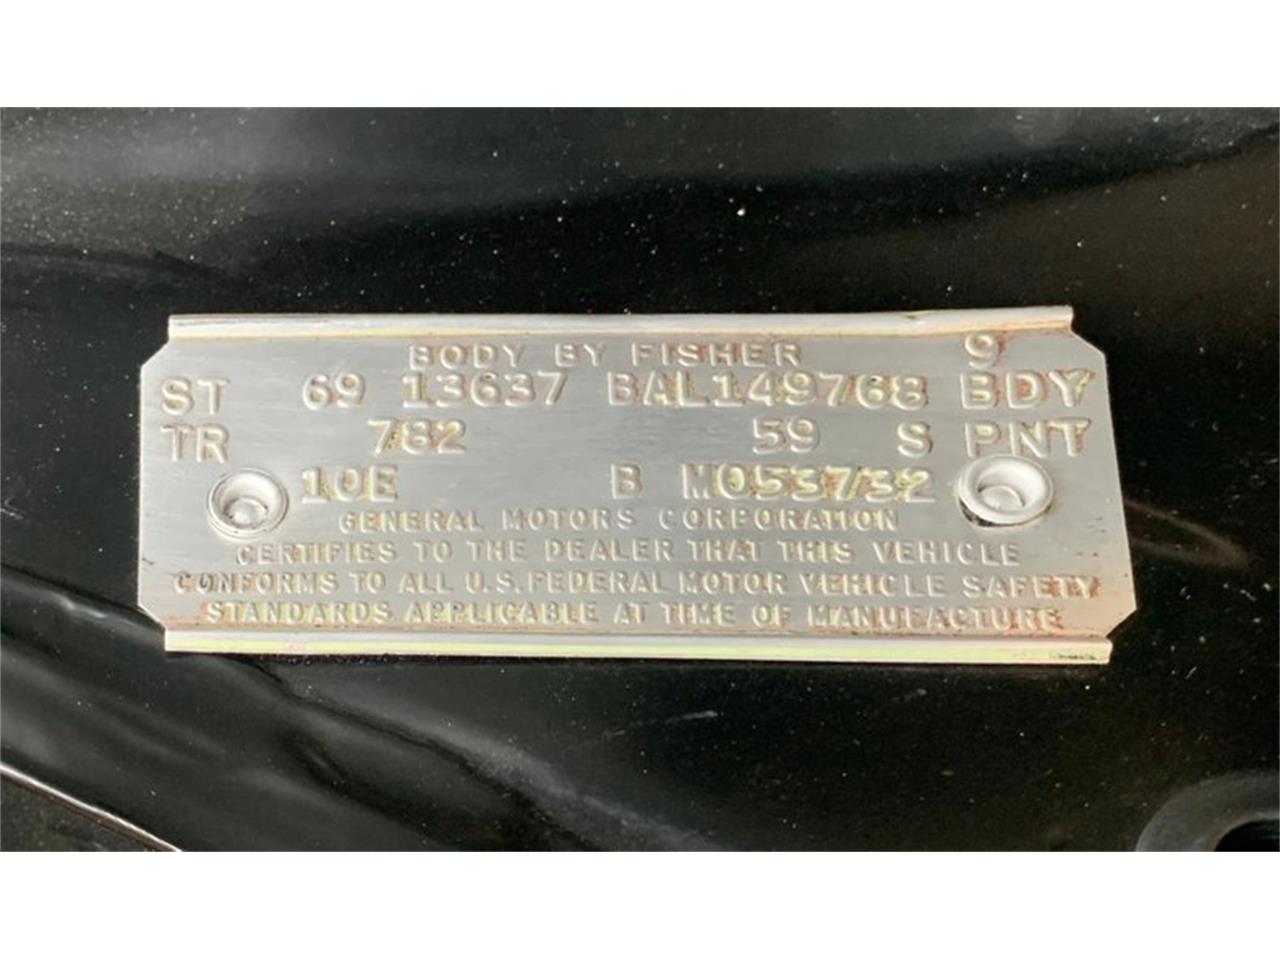 BODY BY FISHER 9
ST 69 13637 BAL149768 BDY
TR 782 59 S PNT
10E B M053732
GENERAL MOTORS CORPORATION
CERTIFIES TO THE DEALER THAT THIS VEHICLE
CONFORMS TO ALL U.S. FEDERAL MOTOR VEHICLE SAFETY
STANDARDS APPLICABLE AT TIME OF MANUFACTURE